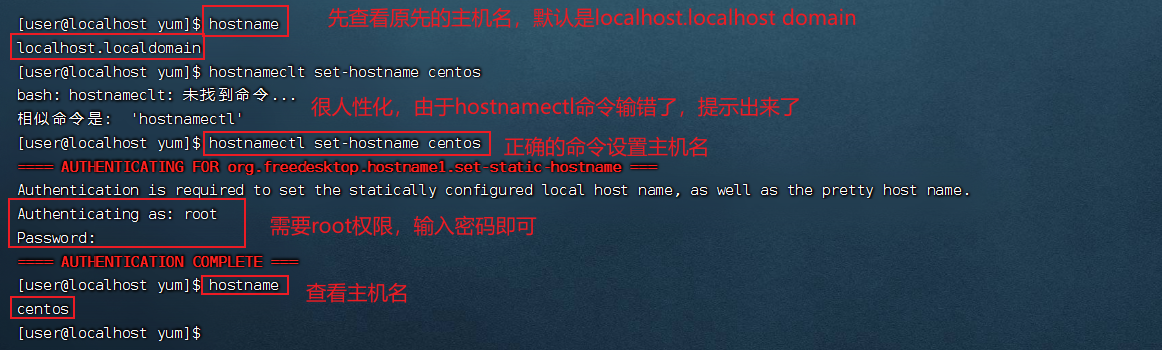 [user@localhost yum]$ hostname 先查看原先的主机名，默认是localhost.localhost domain
localhost.localdomain
[user@localhost yum]$ hostnameclt set-hostname centos
bash: hostnameclt: 未找到命令...
很人性化，由于hostnamectl命令输错了，提示出来了
相似命令是： 'hostnamectl'
[user@localhost yum]$ hostnamectl set-hostname centos 正确的命令设置主机名
==== AUTHENTICATING FOR org.freedesktop.hostname1.set-static-hostname ===
Authentication is required to set the statically configured local host name, as well as the pretty host name.
Authenticating as: root
需要root权限，输入密码即可
Password:
==== AUTHENTICATION COMPLETE ===
[user@localhost yum]$ hostname 查看主机名
centos
[user@localhost yum]$